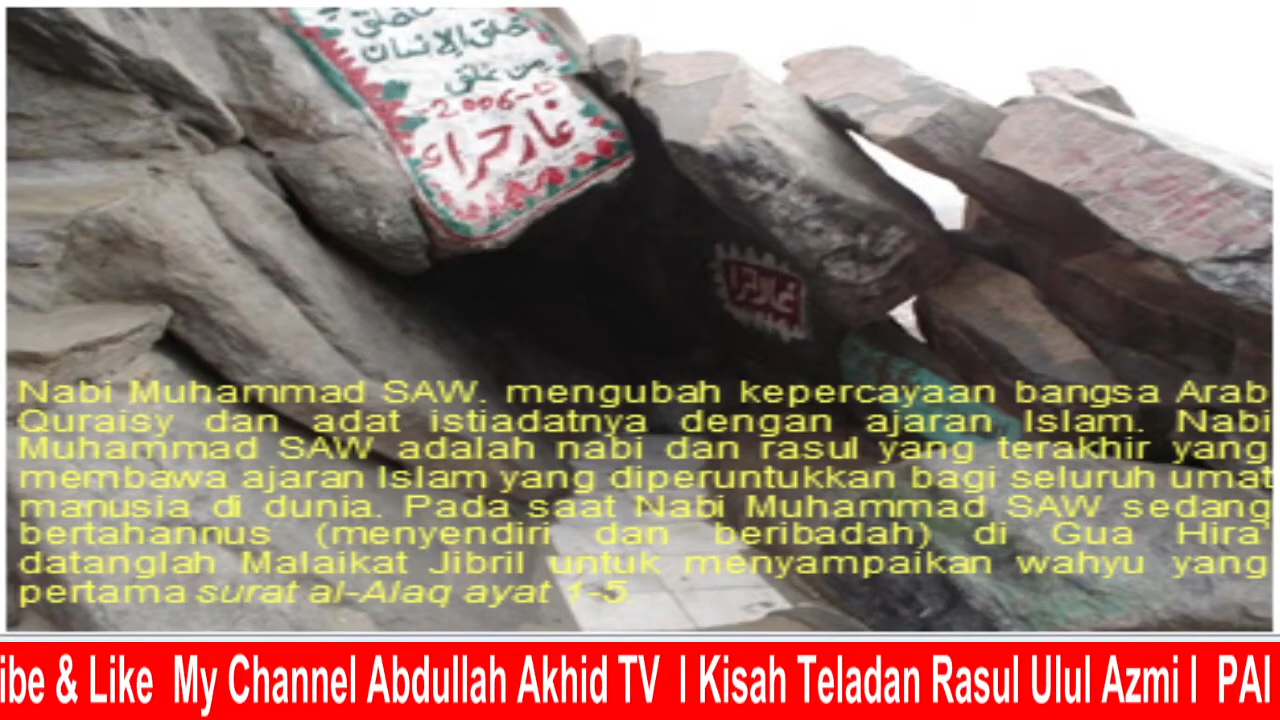 خلق الإنسان
من علق
-2006-
غار حراء
غار حرا
Nabi Muhammad SAW. mengubah kepercayaan bangsa Arab
Quraisy dan adat istiadatnya dengan ajaran Islam. Nabi
Muhammad SAW adalah nabi dan rasul yang terakhir yang
membawa ajaran Islam yang diperuntukkan bagi seluruh umat
manusia di dunia. Pada saat Nabi Muhammad SAW sedang
bertahannus (menyendiri dan beribadah) di Gua Hira'
datanglah Malaikat Jibril untuk menyampaikan wahyu yang
pertama surat al-Alaq ayat 1-5.
ibe & Like My Channel Abdullah Akhid TV I Kisah Teladan Rasul Ulul Azmi I PAI